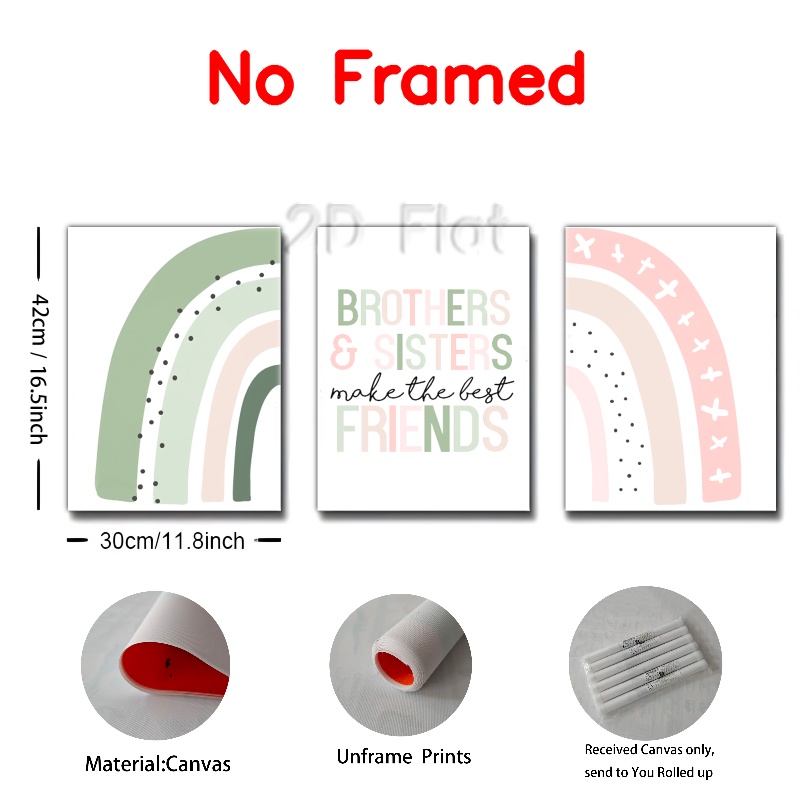 No Framed
2D Flat
BROTHERS
& SISTERS
make the best
FRIENDS
42cm / 16.5inch
30cm/11.8inch
Material:Canvas
Unframe Prints
Received Canvas only,
send to You Rolled up